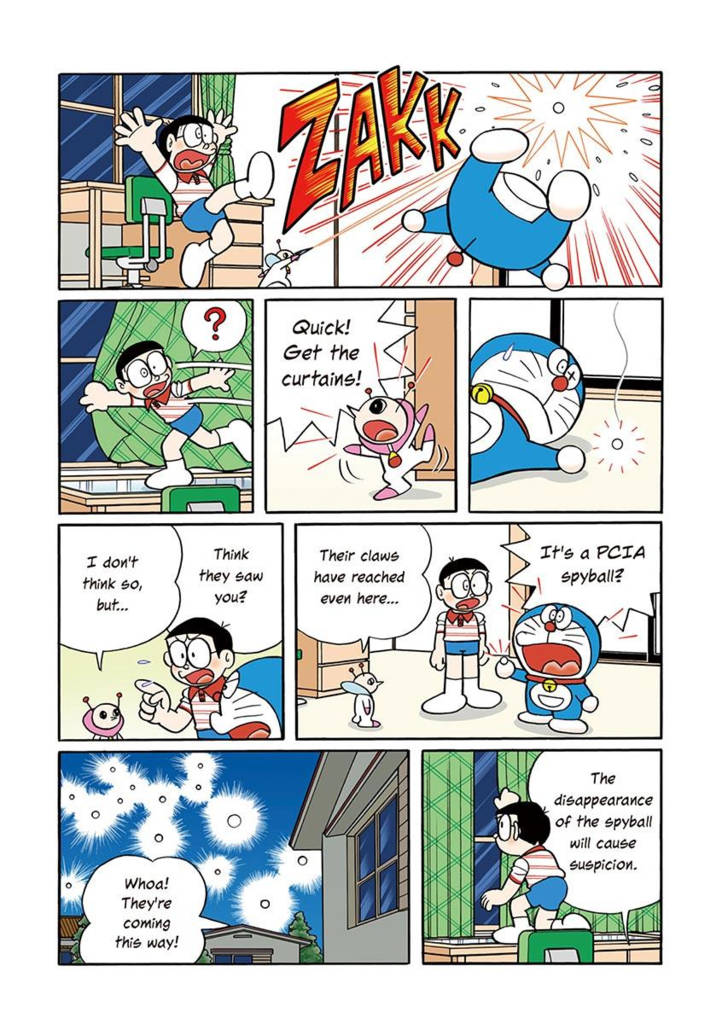 ZAKK
Quick!
Get the
curtains!
?
It's a PCIA
spyball?
Their claws
have reached
even here...
Think
they saw
you?
I don't
think so,
but...
The
disappearance
of the spyball
will cause
suspicion.
Whoa!
They're
coming
this way!